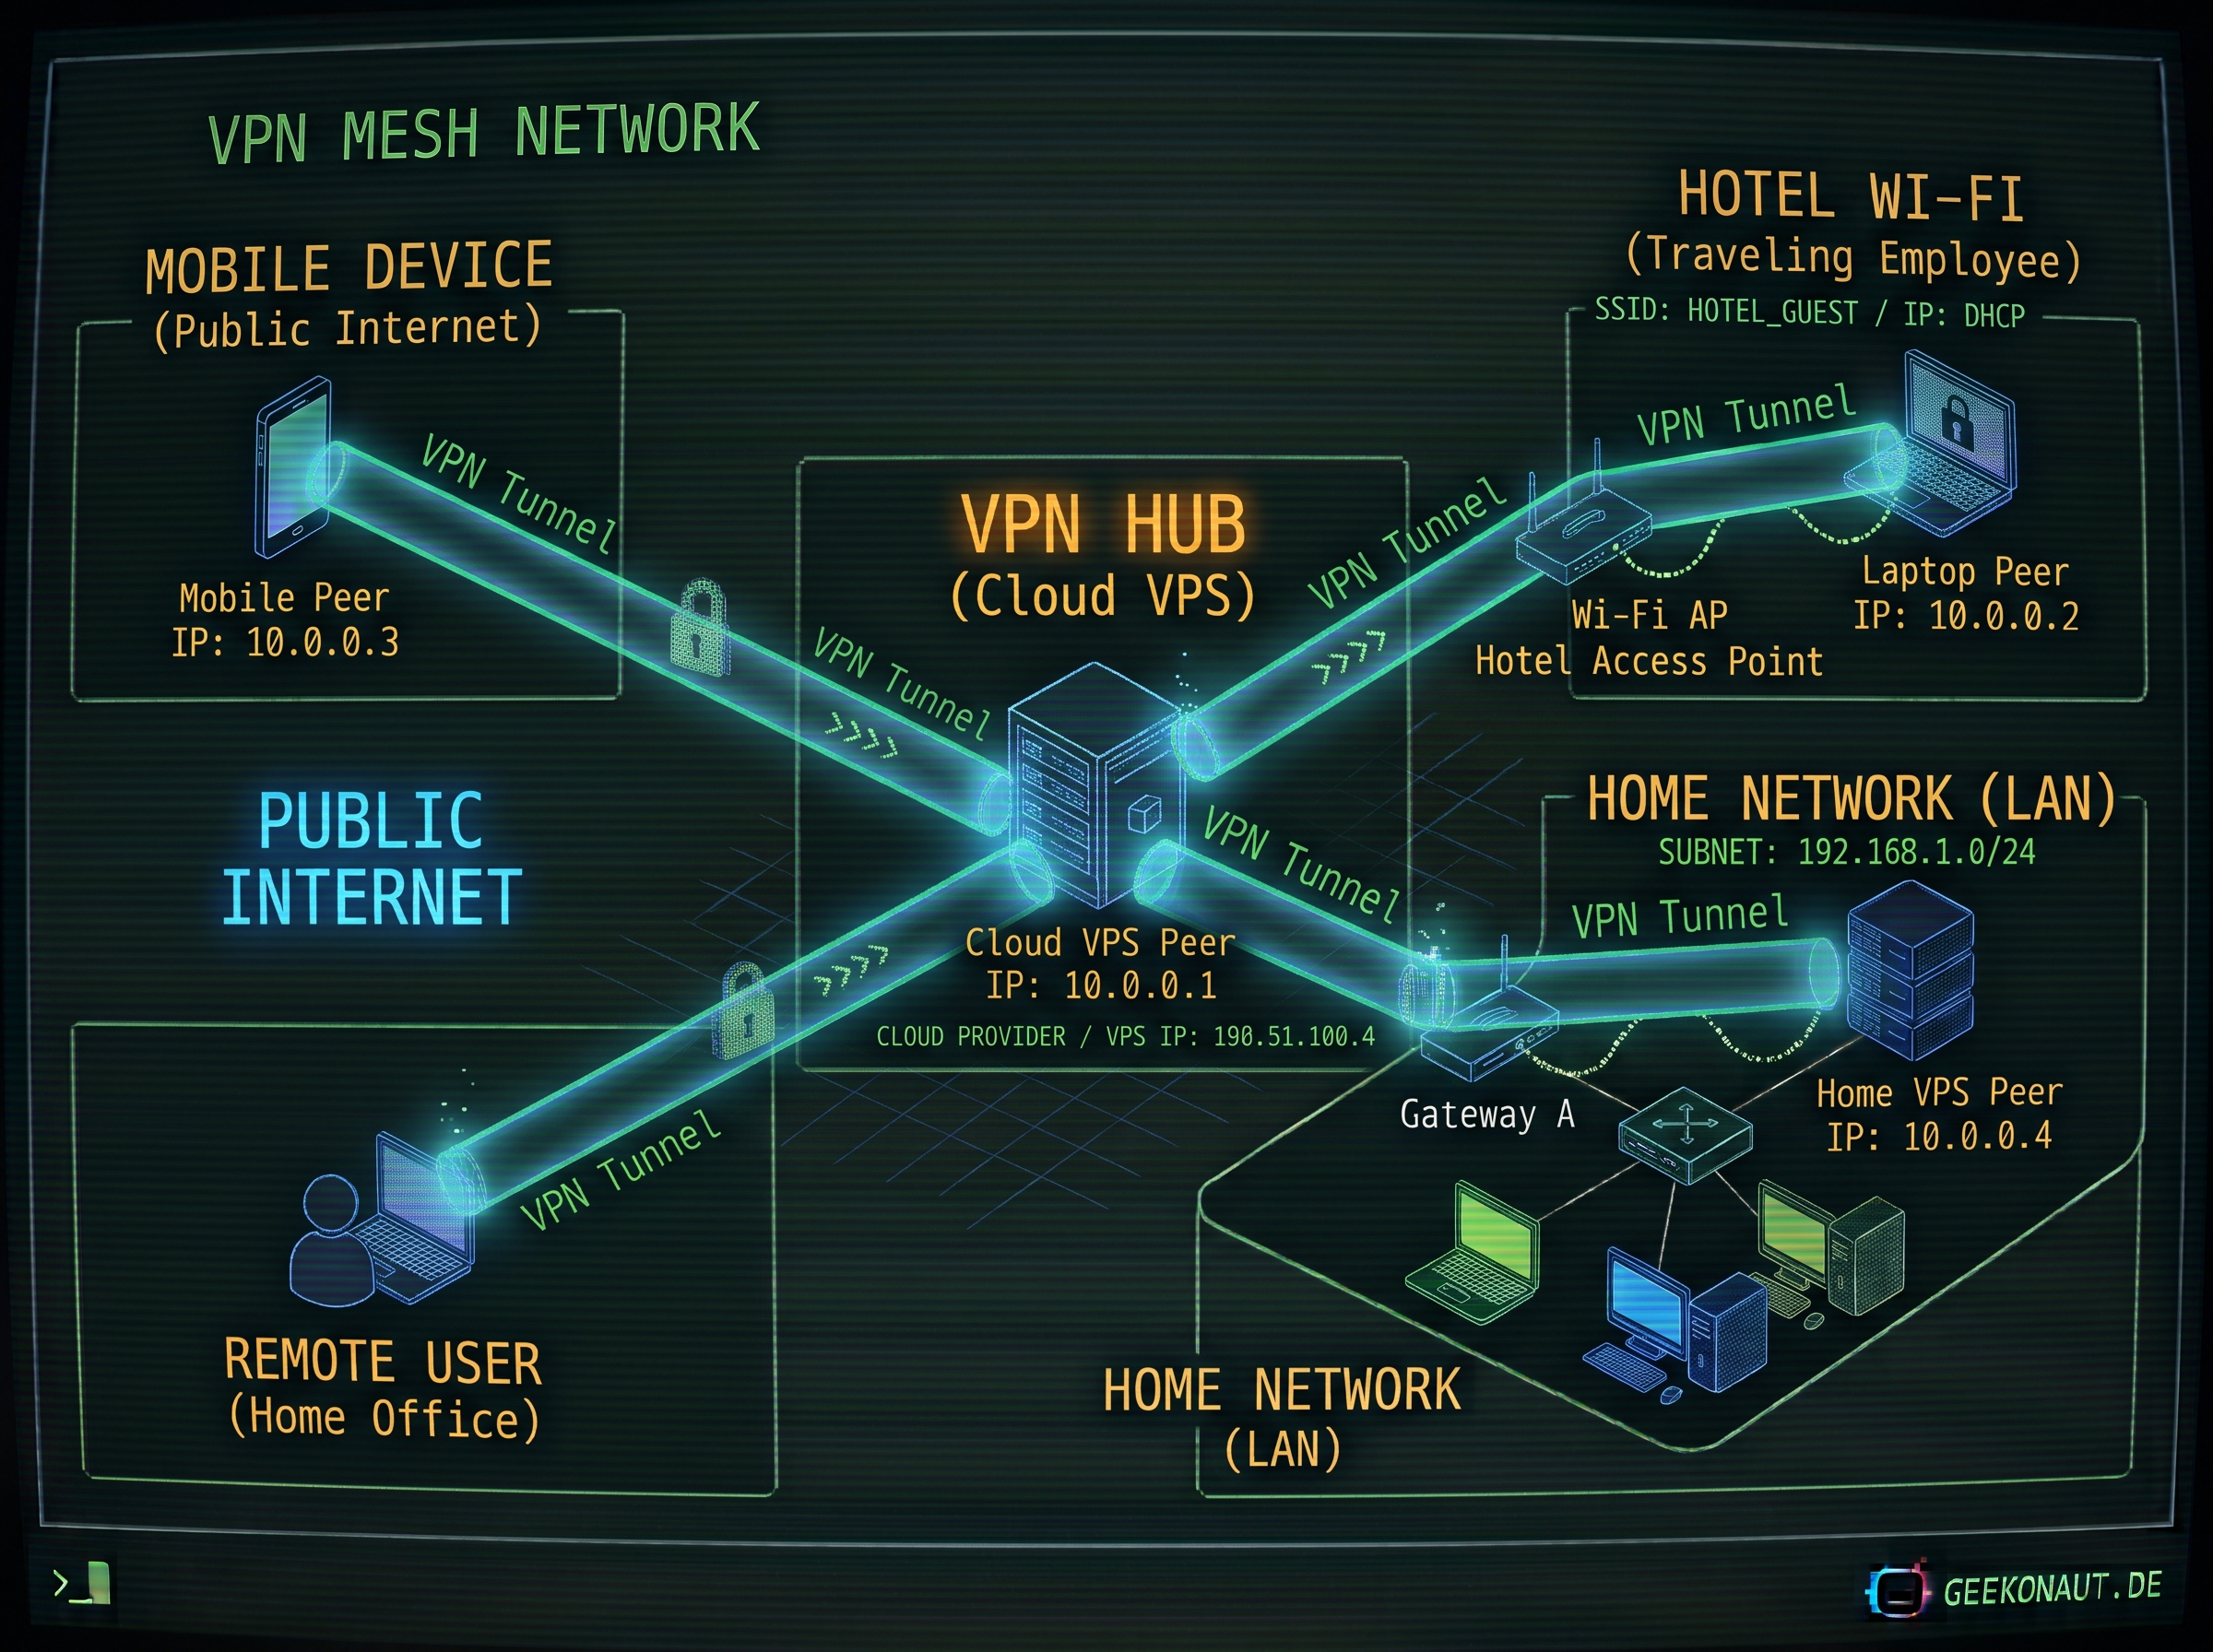 VPN MESH NETWORK
MOBILE DEVICE
(Public Internet)
VPN Tunnel
Mobile Peer
IP: 10.0.0.3
VPN Tunnel
HOTEL WI-FI
(Traveling Employee)
SSID: HOTEL_GUEST / IP: DHCP
VPN Tunnel
VPN Tunnel
Laptop Peer
IP: 10.0.0.2
Wi-Fi AP
Hotel Access Point
VPN HUB
(Cloud VPS)
Cloud VPS Peer
IP: 10.0.0.1
CLOUD PROVIDER / VPS IP: 198.51.100.4
PUBLIC
INTERNET
VPN Tunnel
HOME NETWORK (LAN)
SUBNET: 192.168.1.0/24
VPN Tunnel
Gateway A
Home VPS Peer
IP: 10.0.0.4
VPN Tunnel
REMOTE USER
(Home Office)
HOME NETWORK
(LAN)
>_
GEEKONAUT.DE